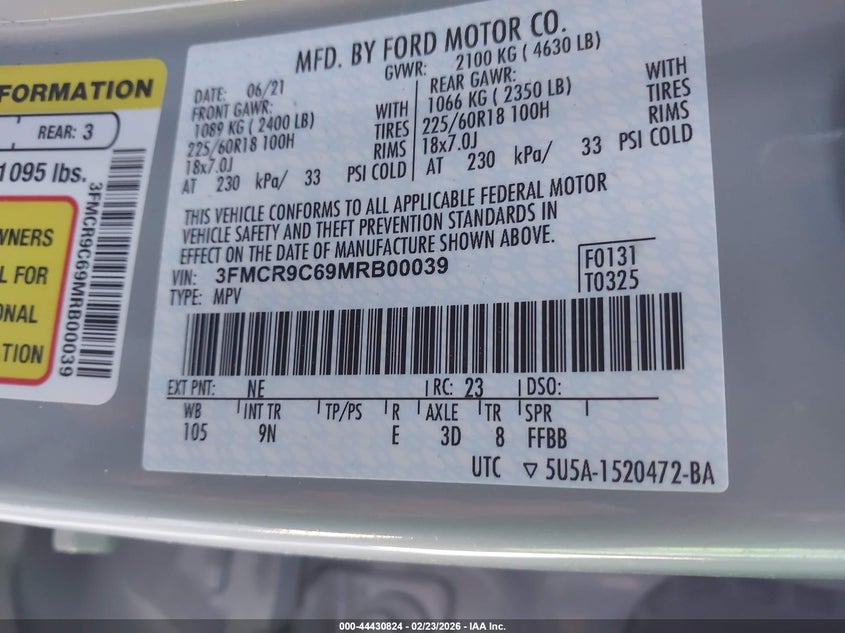 FORMATION
REAR: 3
1095 lbs.
WNERS
L FOR
ONAL
TION
3FMCR9C69MRB00039
MFD. BY FORD MOTOR CO.
GVWR: 2100 KG ( 4630 LB)
DATE: 06/21
FRONT GAWR: WITH
1089 KG ( 2400 LB) TIRES
225/60R18 100H RIMS
18x7.0J
AT 230 kPa/ 33 PSI COLD
REAR GAWR: WITH
1066 KG ( 2350 LB) TIRES
225/60R18 100H RIMS
18x7.0J
AT 230 kPa/ 33 PSI COLD
THIS VEHICLE CONFORMS TO ALL APPLICABLE FEDERAL MOTOR
VEHICLE SAFETY AND THEFT PREVENTION STANDARDS IN
EFFECT ON THE DATE OF MANUFACTURE SHOWN ABOVE.
VIN: 3FMCR9C69MRB00039
TYPE: MPV
F0131
T0325
EXT PNT: NE RC: 23 DSO:
WB INT TR TP/PS R AXLE TR SPR
105 9N E 3D 8 FFBB
UTC ▽ 5U5A-1520472-BA
000-44430824 | 02/23/2026 | IAA Inc.